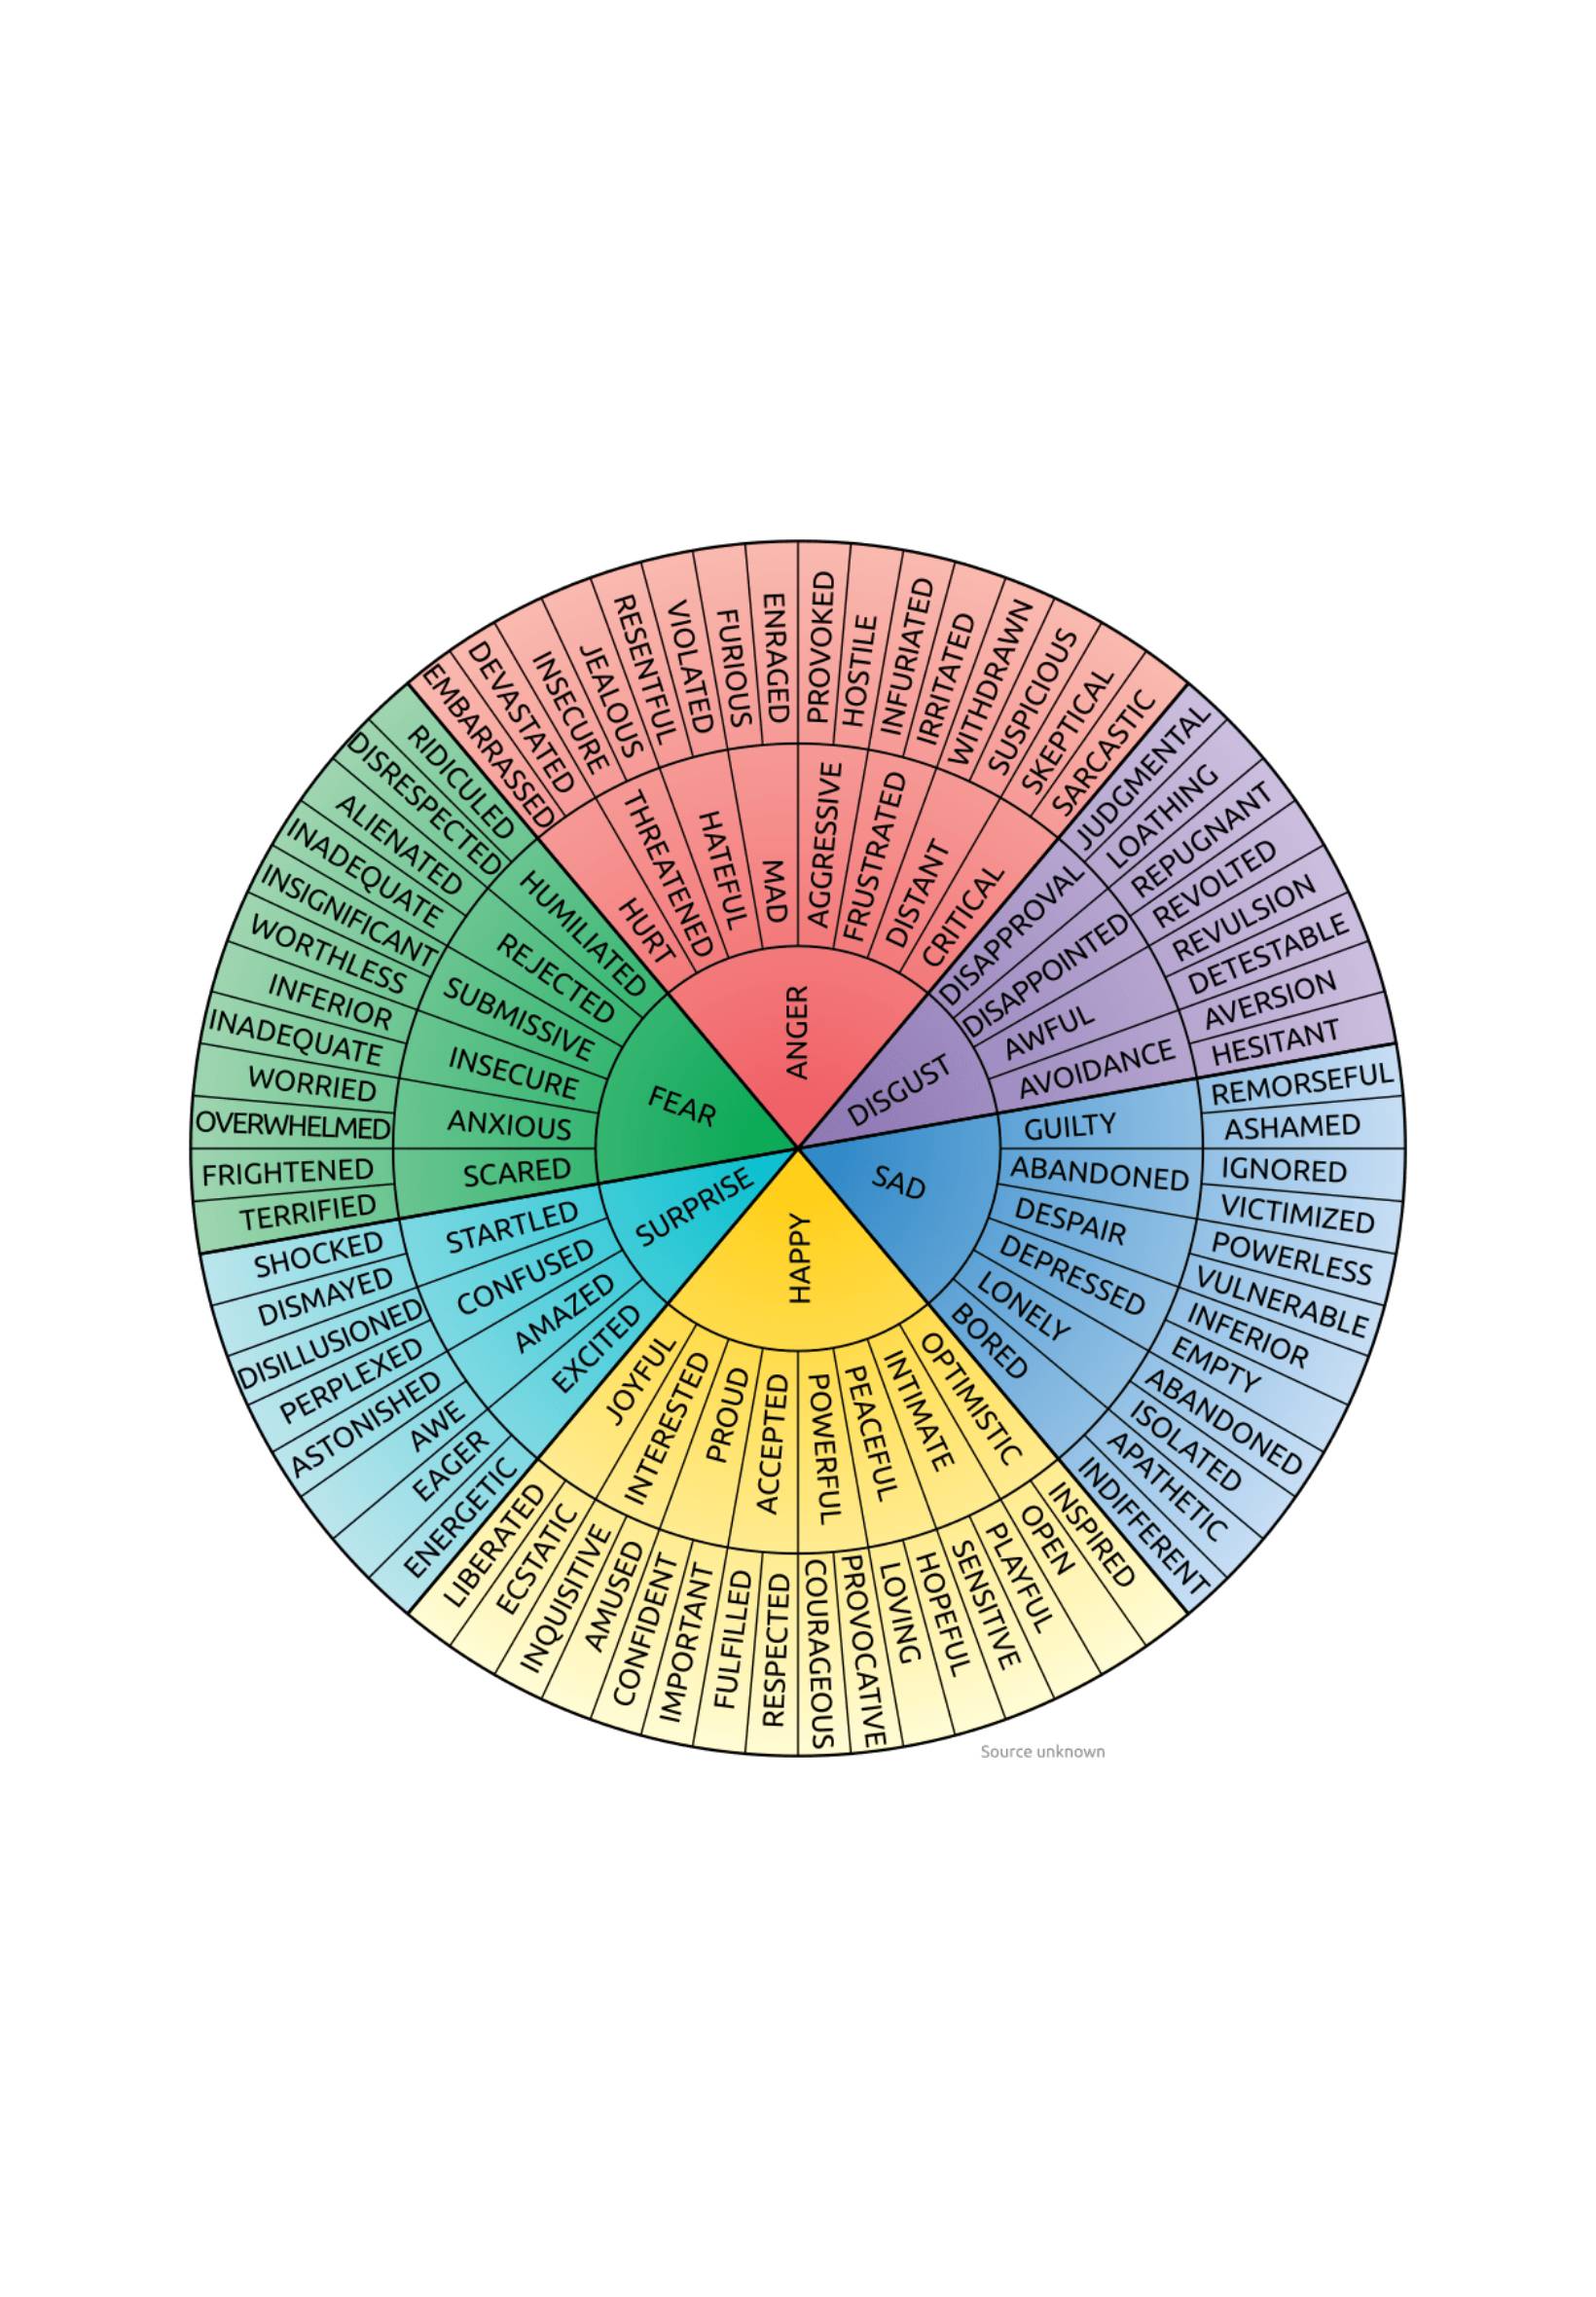 ANGER
DISGUST
SAD
HAPPY
SURPRISE
FEAR
HURT
THREATENED
HATEFUL
MAD
AGGRESSIVE
FRUSTRATED
DISTANT
CRITICAL
DISAPPROVAL
DISAPPOINTED
AWFUL
AVOIDANCE
GUILTY
ABANDONED
DESPAIR
DEPRESSED
LONELY
BORED
OPTIMISTIC
INTIMATE
PEACEFUL
POWERFUL
ACCEPTED
PROUD
INTERESTED
JOYFUL
EXCITED
AMAZED
CONFUSED
STARTLED
SCARED
ANXIOUS
INSECURE
SUBMISSIVE
REJECTED
HUMILIATED
EMBARRASSED
DEVASTATED
INSECURE
JEALOUS
RESENTFUL
VIOLATED
FURIOUS
ENRAGED
PROVOKED
HOSTILE
INFURIATED
IRRITATED
WITHDRAWN
SUSPICIOUS
SKEPTICAL
SARCASTIC
JUDGMENTAL
LOATHING
REPUGNANT
REVOLTED
REVULSION
DETESTABLE
AVERSION
HESITANT
REMORSEFUL
ASHAMED
IGNORED
VICTIMIZED
POWERLESS
VULNERABLE
INFERIOR
EMPTY
ABANDONED
ISOLATED
APATHETIC
INDIFFERENT
INSPIRED
OPEN
PLAYFUL
SENSITIVE
HOPEFUL
LOVING
PROVOCATIVE
COURAGEOUS
RESPECTED
FULFILLED
IMPORTANT
CONFIDENT
AMUSED
INQUISITIVE
ECSTATIC
LIBERATED
ENERGETIC
EAGER
AWE
ASTONISHED
PERPLEXED
DISILLUSIONED
DISMAYED
SHOCKED
TERRIFIED
FRIGHTENED
OVERWHELMED
WORRIED
INADEQUATE
INFERIOR
WORTHLESS
INSIGNIFICANT
INADEQUATE
ALIENATED
DISRESPECTED
RIDICULED
Source unknown